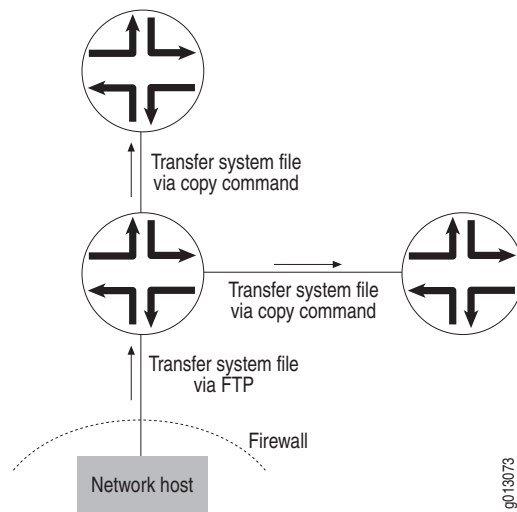 Transfer system file
via copy command
Transfer system file
via copy command
Transfer system file
via FTP
Firewall
Network host
g013073